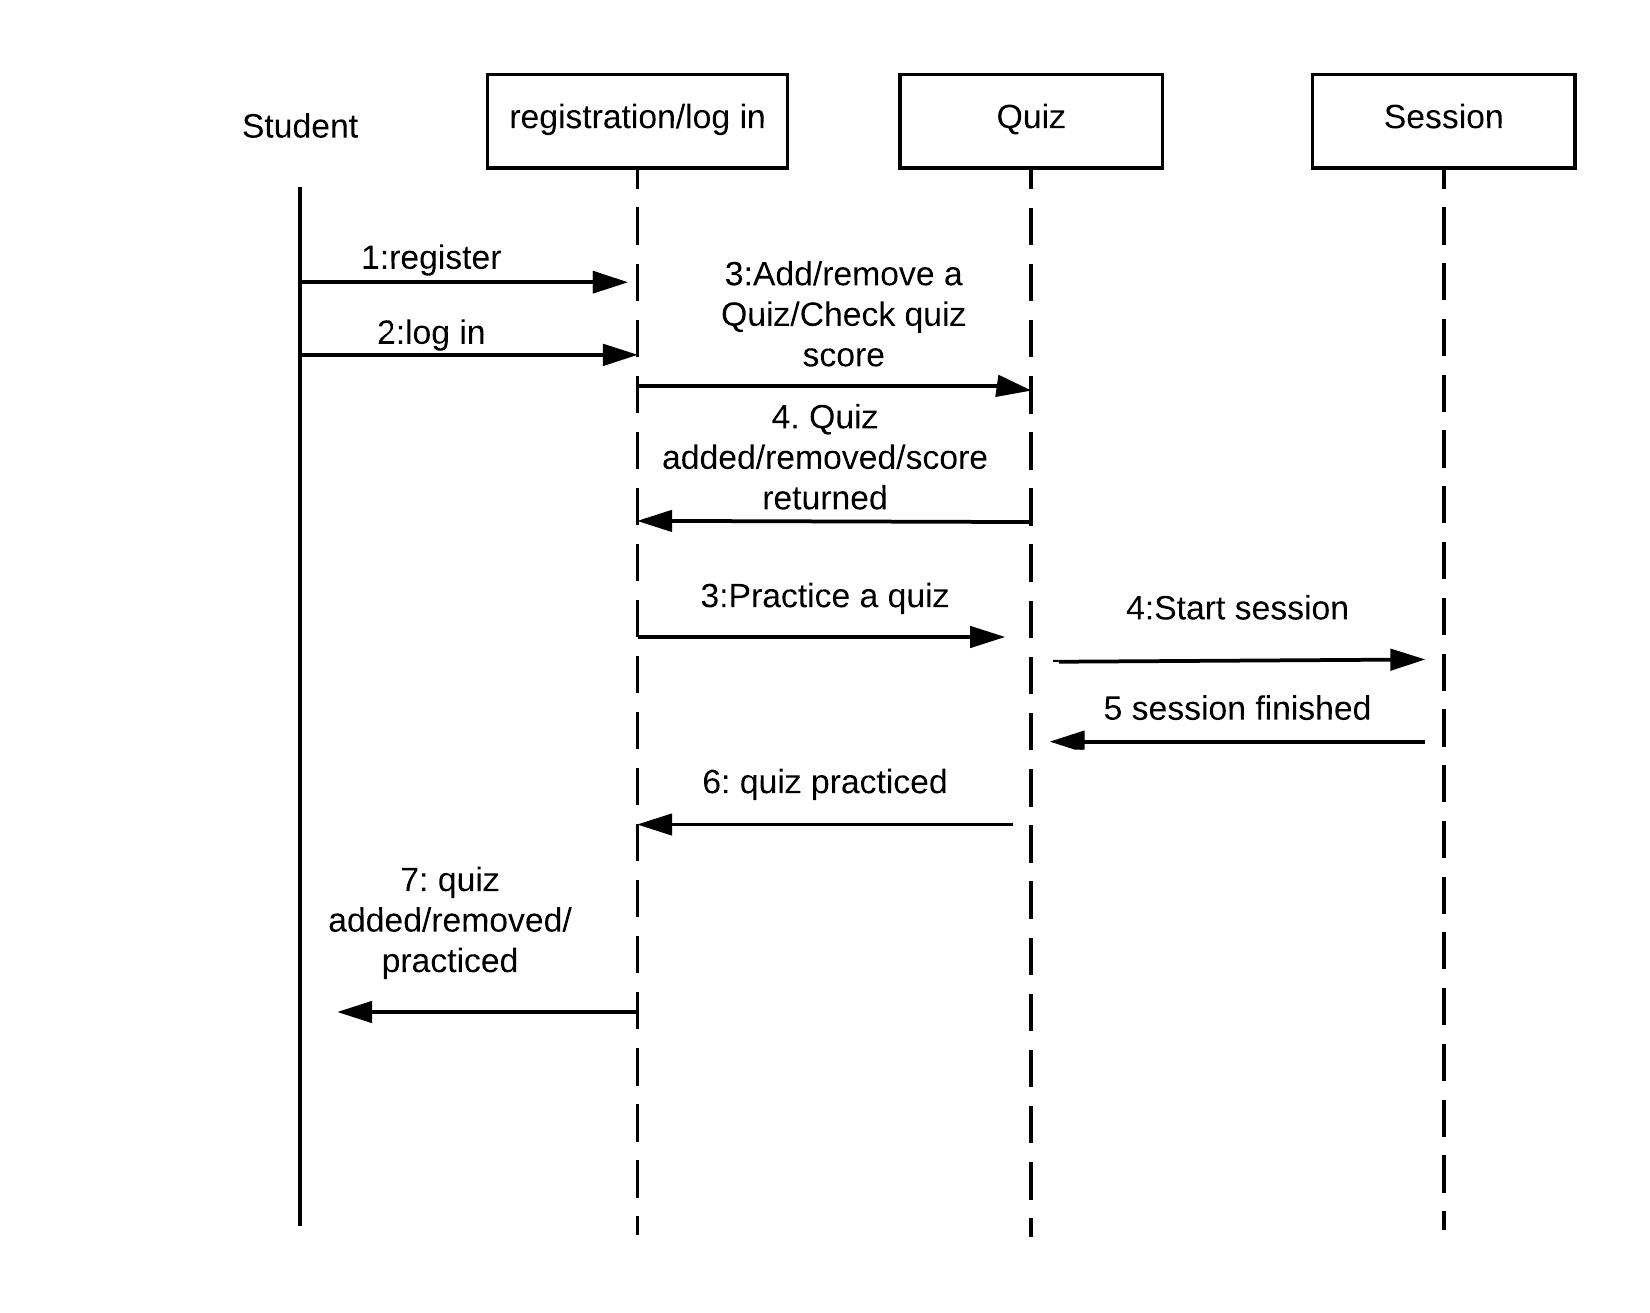 Student
registration/log in
Quiz
Session
1:register
2:log in
3:Add/remove a
Quiz/Check quiz
score
4. Quiz
added/removed/score
returned
3:Practice a quiz
4:Start session
5 session finished
6: quiz practiced
7: quiz
added/removed/
practiced